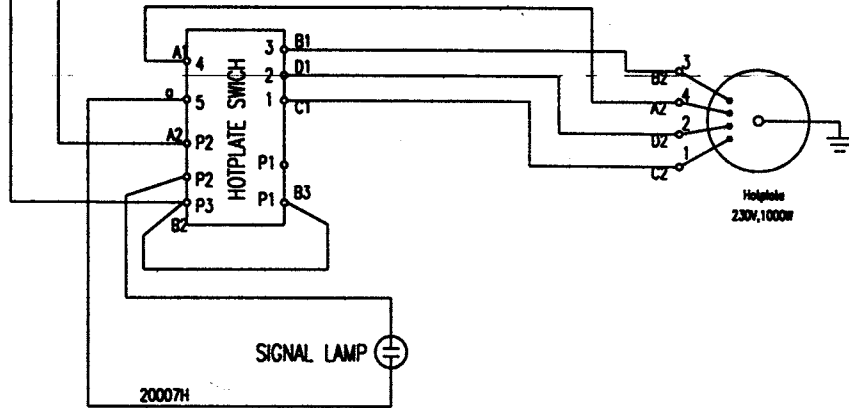 A1
4
a
5
A2
P2
P2
P3
B2
HOTPLATE SWICH
3
B1
2
D1
1
C1
P1
P1
B3
3
B2
4
A2
2
D2
1
C2
Hotplate
230V,1000W
SIGNAL LAMP
20007H